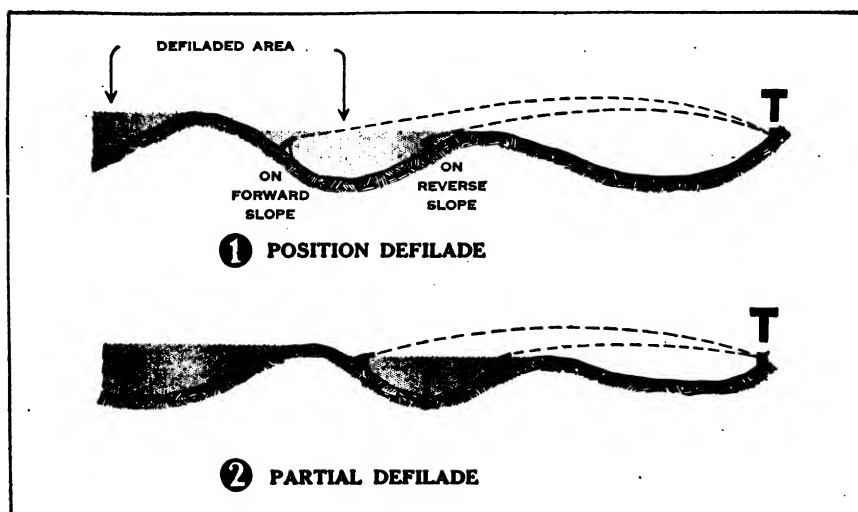 DEFILADED AREA
T
ON
FORWARD
SLOPE
ON
REVERSE
SLOPE
1 POSITION DEFILADE
T
2 PARTIAL DEFILADE